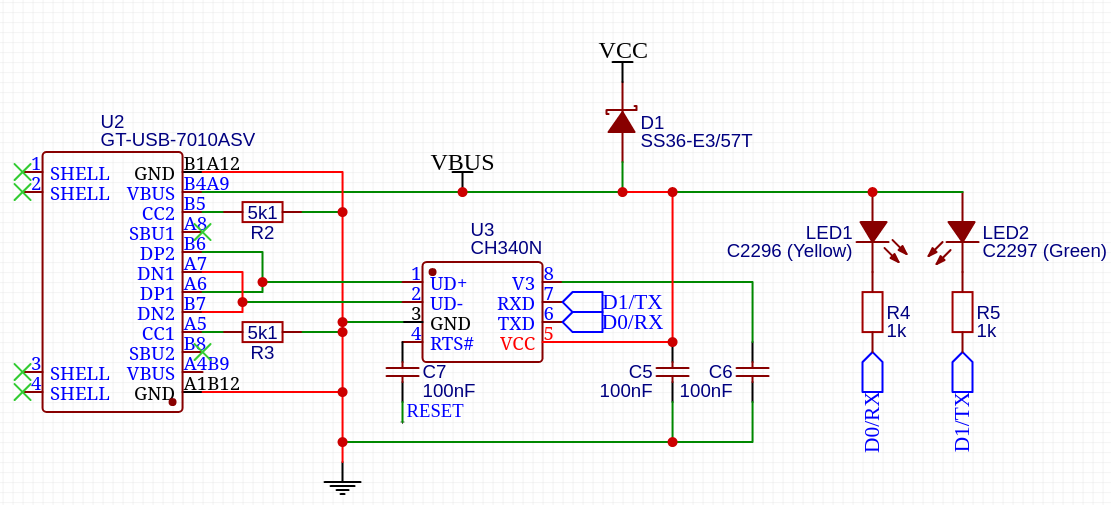 VCC
U2
GT-USB-7010ASV
D1
SS36-E3/57T
VBUS
1 SHELL GND B1A12
2 SHELL VBUS B4A9
CC2 B5
SBU1 A8
DP2 B6
DN1 A7
DP1 A6
DN2 B7
CC1 A5
SBU2 B8
3 SHELL VBUS A4B9
4 SHELL GND A1B12
5k1
R2
5k1
R3
U3
CH340N
1 UD+ V3 8
2 UD- RXD 7 D1/TX
3 GND TXD 6 D0/RX
4 RTS# VCC 5
C7
100nF
RESET
C5
100nF
C6
100nF
LED1
C2296 (Yellow)
LED2
C2297 (Green)
R4
1k
R5
1k
D0/RX
D1/TX